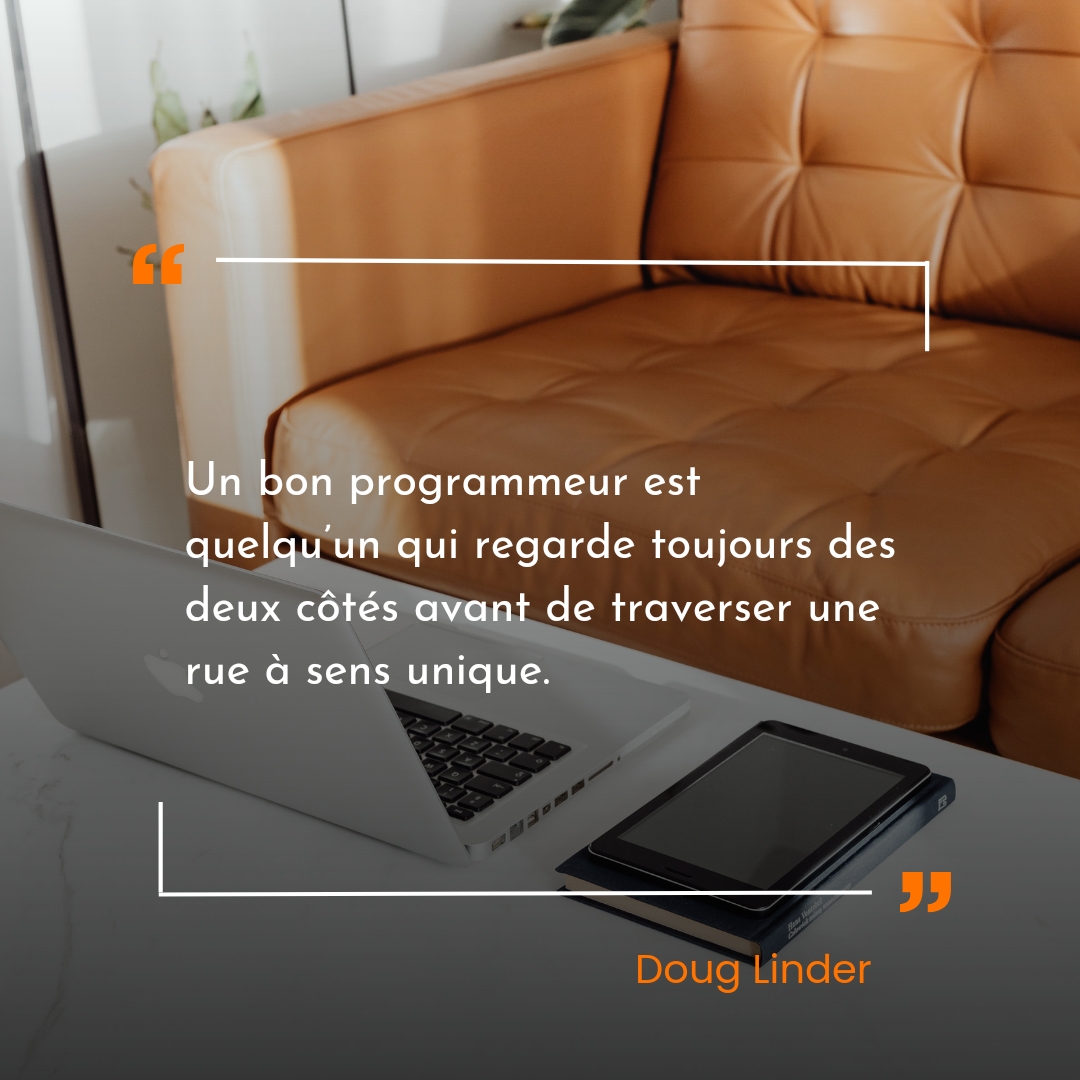 “
Un bon programmeur est
quelqu’un qui regarde toujours des
deux côtés avant de traverser une
rue à sens unique.
”
Doug Linder